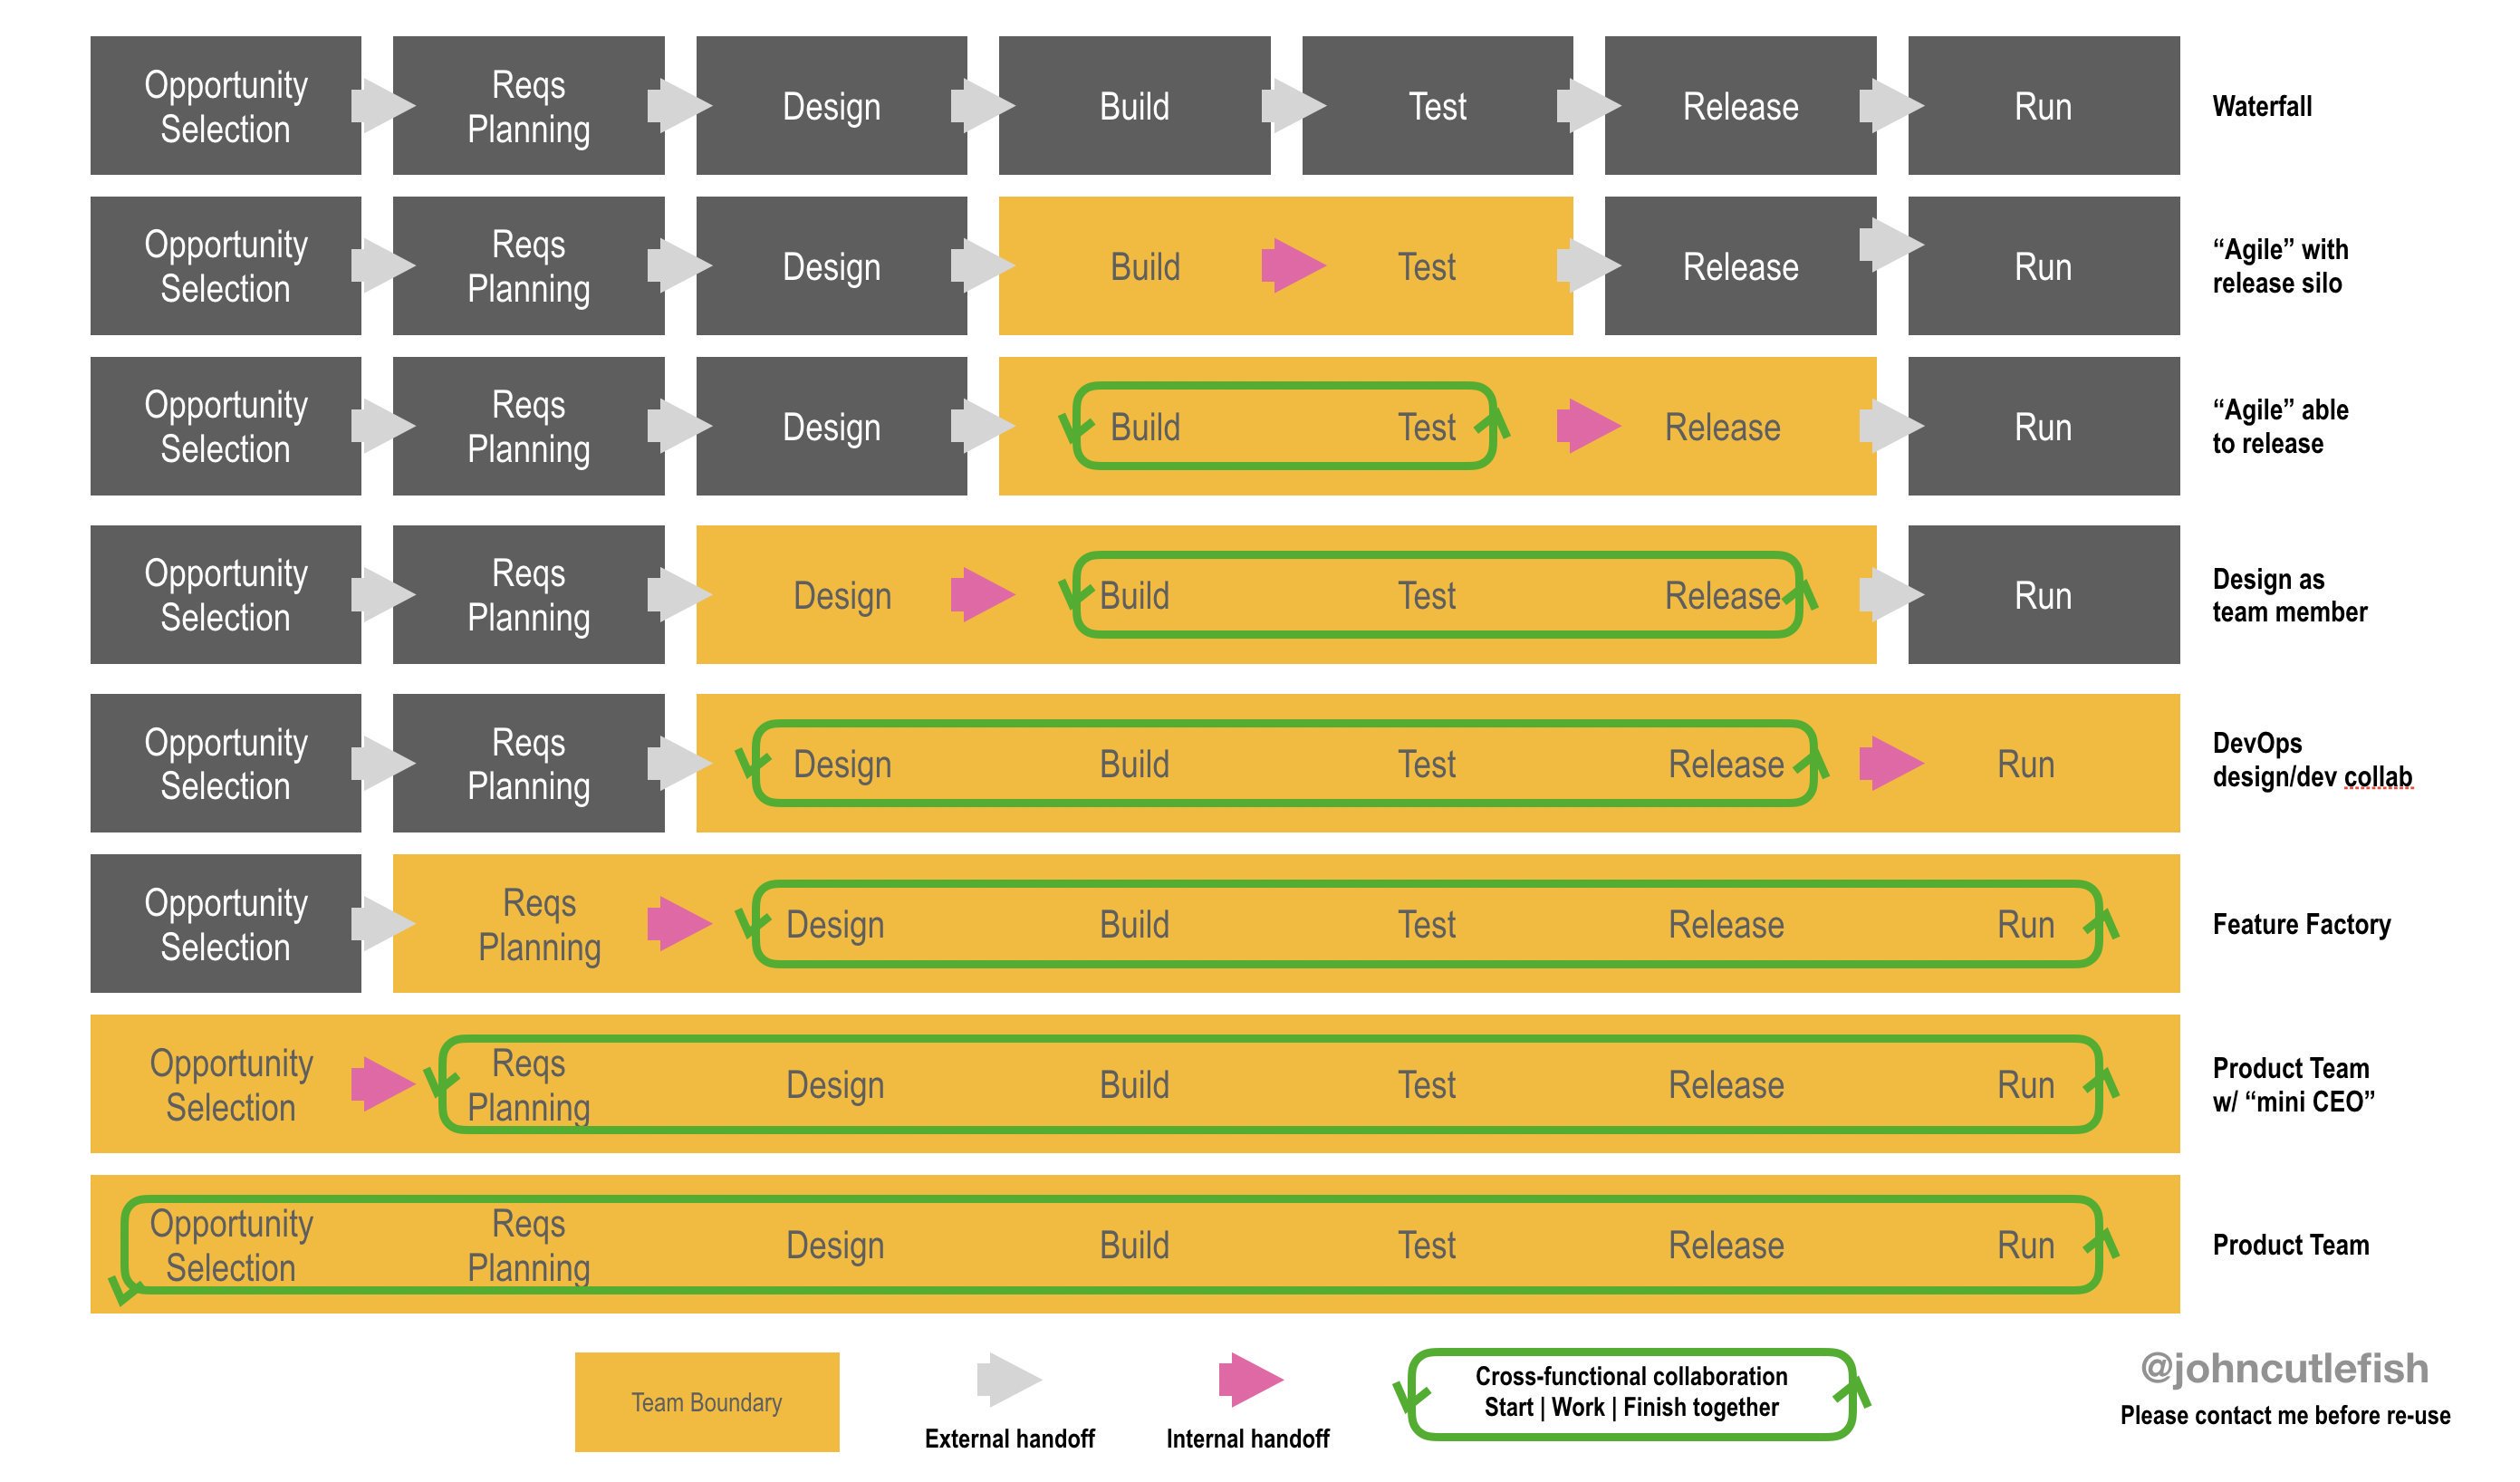 Opportunity
Selection
Reqs
Planning
Design
Build
Test
Release
Run
Waterfall
Opportunity
Selection
Reqs
Planning
Design
Build
Test
Release
Run
“Agile” with
release silo
Opportunity
Selection
Reqs
Planning
Design
Build
Test
Release
Run
“Agile” able
to release
Opportunity
Selection
Reqs
Planning
Design
Build
Test
Release
Run
Design as
team member
Opportunity
Selection
Reqs
Planning
Design
Build
Test
Release
Run
DevOps
design/dev collab
Opportunity
Selection
Reqs
Planning
Design
Build
Test
Release
Run
Feature Factory
Opportunity
Selection
Reqs
Planning
Design
Build
Test
Release
Run
Product Team
w/ “mini CEO”
Opportunity
Selection
Reqs
Planning
Design
Build
Test
Release
Run
Product Team
Team Boundary
External handoff
Internal handoff
Cross-functional collaboration
Start | Work | Finish together
@johncutlefish
Please contact me before re-use